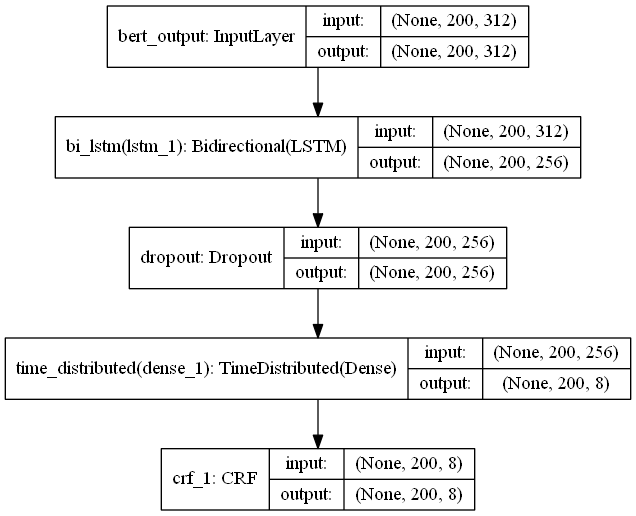 bert_output: InputLayer
input: (None, 200, 312)
output: (None, 200, 312)
bi_lstm(lstm_1): Bidirectional(LSTM)
input: (None, 200, 312)
output: (None, 200, 256)
dropout: Dropout
input: (None, 200, 256)
output: (None, 200, 256)
time_distributed(dense_1): TimeDistributed(Dense)
input: (None, 200, 256)
output: (None, 200, 8)
crf_1: CRF
input: (None, 200, 8)
output: (None, 200, 8)